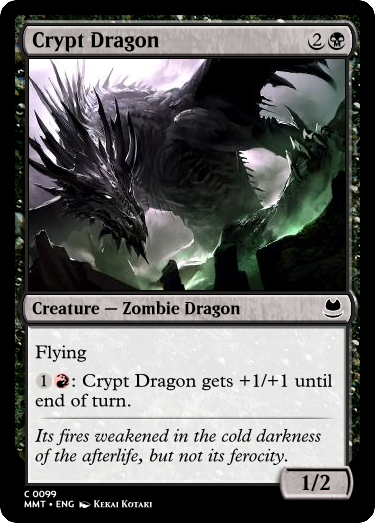 Crypt Dragon 2
Creature — Zombie Dragon
Flying
1 : Crypt Dragon gets +1/+1 until
end of turn.
Its fires weakened in the cold darkness
of the afterlife, but not its ferocity.
1/2
C 0099
MMT • ENG KEKAI KOTAKI